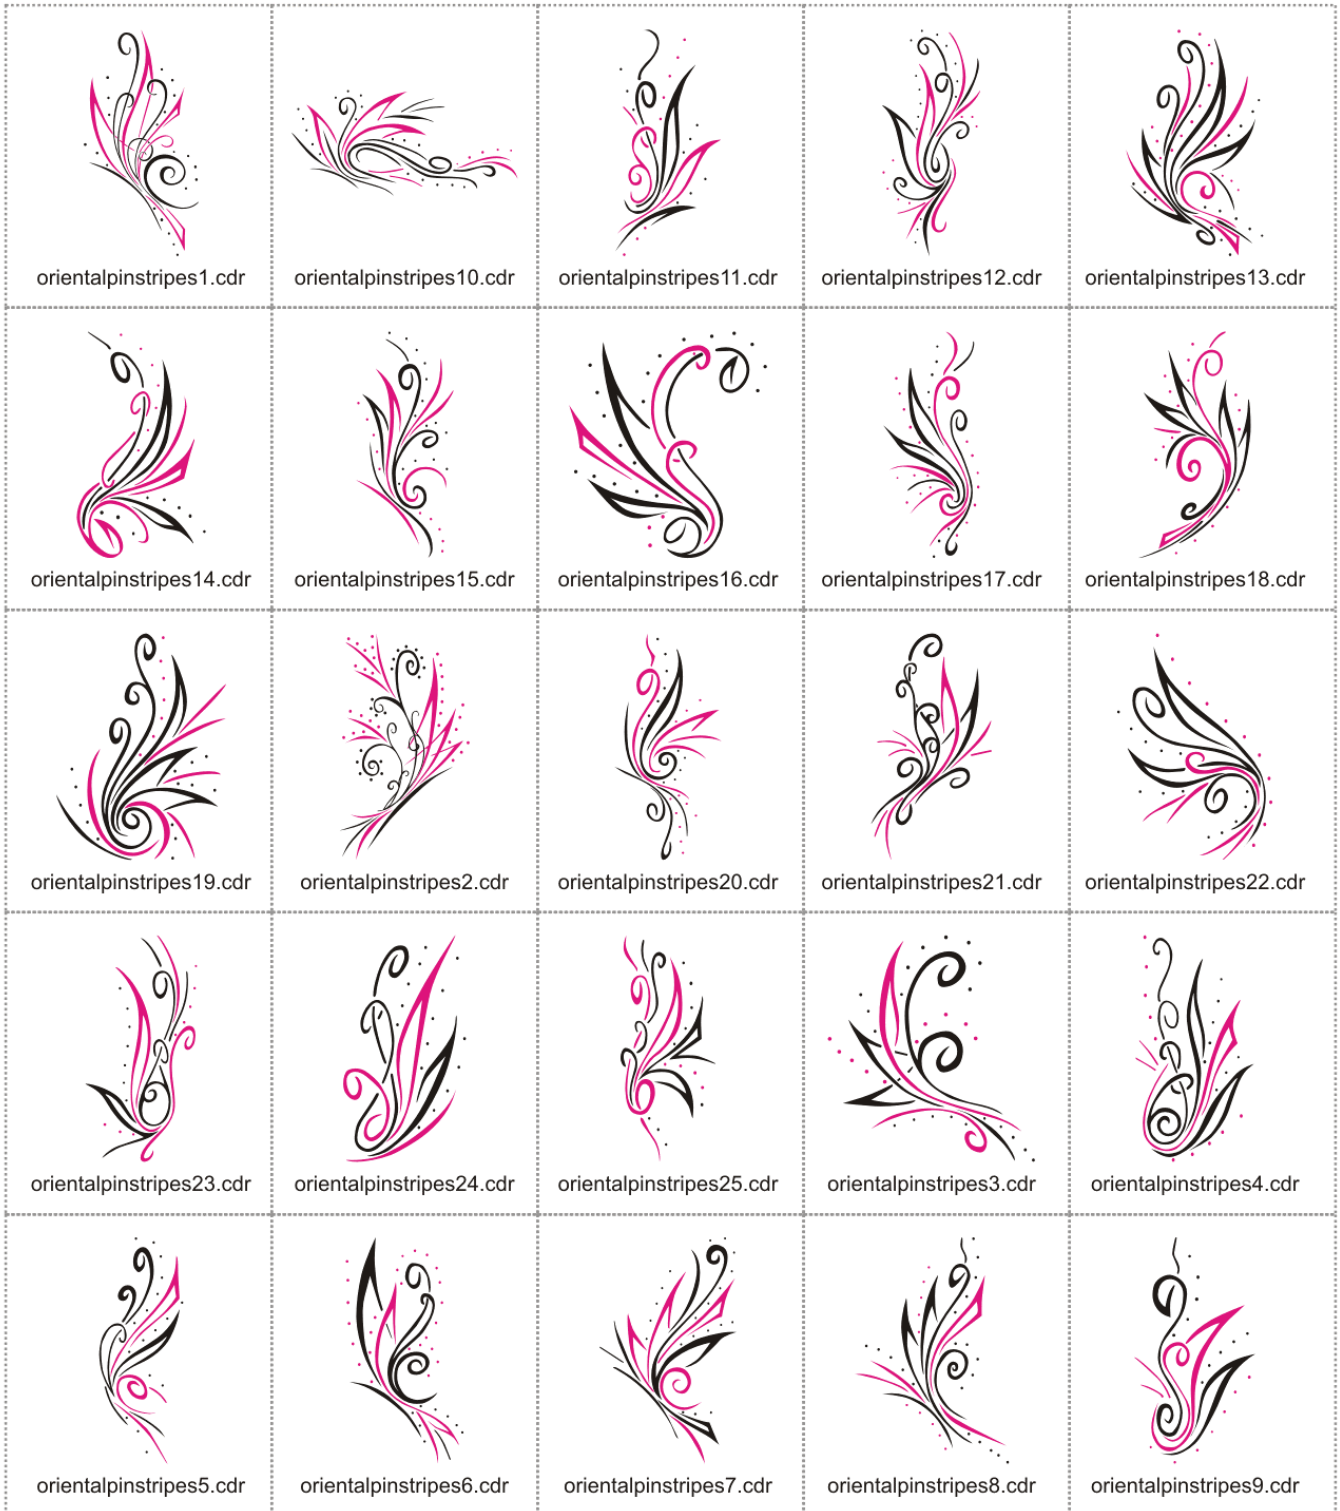 orientalpinstripes1.cdr
orientalpinstripes10.cdr
orientalpinstripes11.cdr
orientalpinstripes12.cdr
orientalpinstripes13.cdr
orientalpinstripes14.cdr
orientalpinstripes15.cdr
orientalpinstripes16.cdr
orientalpinstripes17.cdr
orientalpinstripes18.cdr
orientalpinstripes19.cdr
orientalpinstripes2.cdr
orientalpinstripes20.cdr
orientalpinstripes21.cdr
orientalpinstripes22.cdr
orientalpinstripes23.cdr
orientalpinstripes24.cdr
orientalpinstripes25.cdr
orientalpinstripes3.cdr
orientalpinstripes4.cdr
orientalpinstripes5.cdr
orientalpinstripes6.cdr
orientalpinstripes7.cdr
orientalpinstripes8.cdr
orientalpinstripes9.cdr